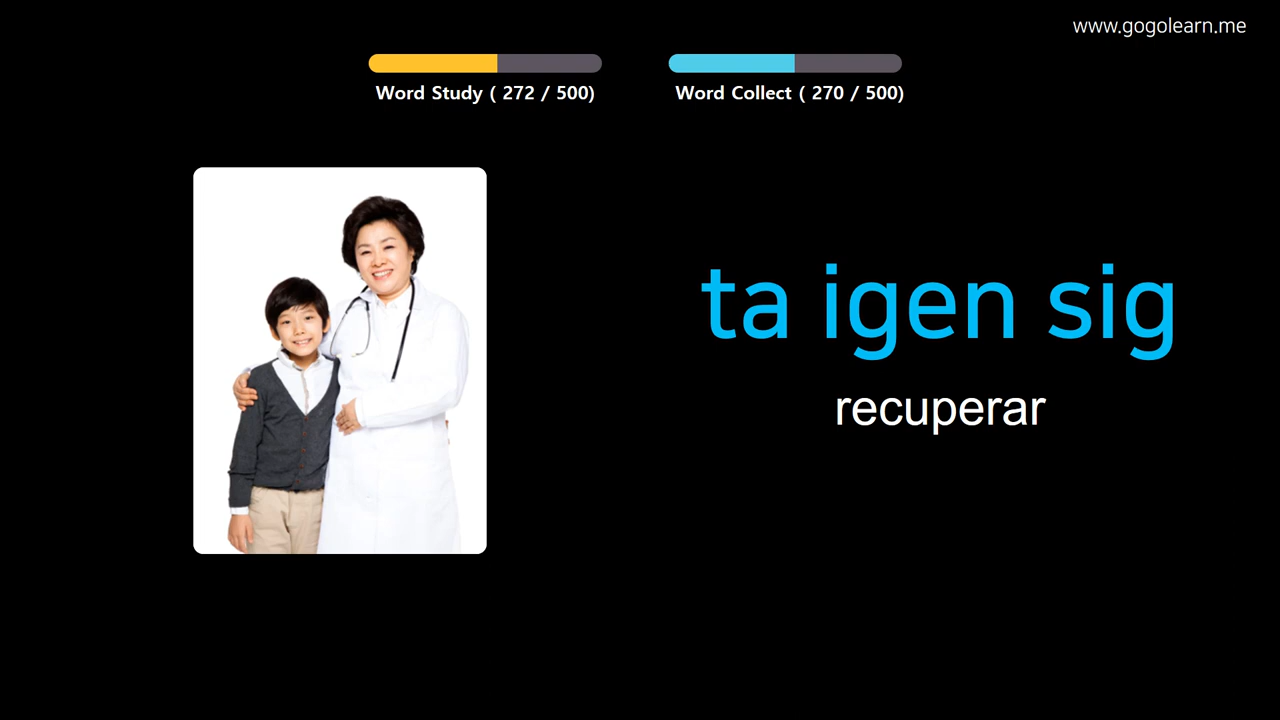 www.gogolearn.me
Word Study ( 272 / 500)
Word Collect ( 270 / 500)
ta igen sig
recuperar